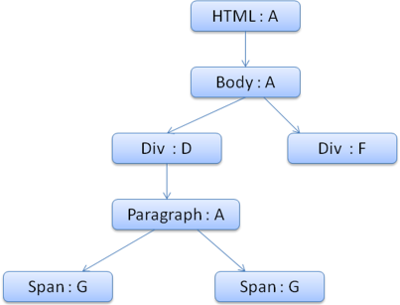 HTML : A
Body : A
Div : D
Div : F
Paragraph : A
Span : G
Span : G